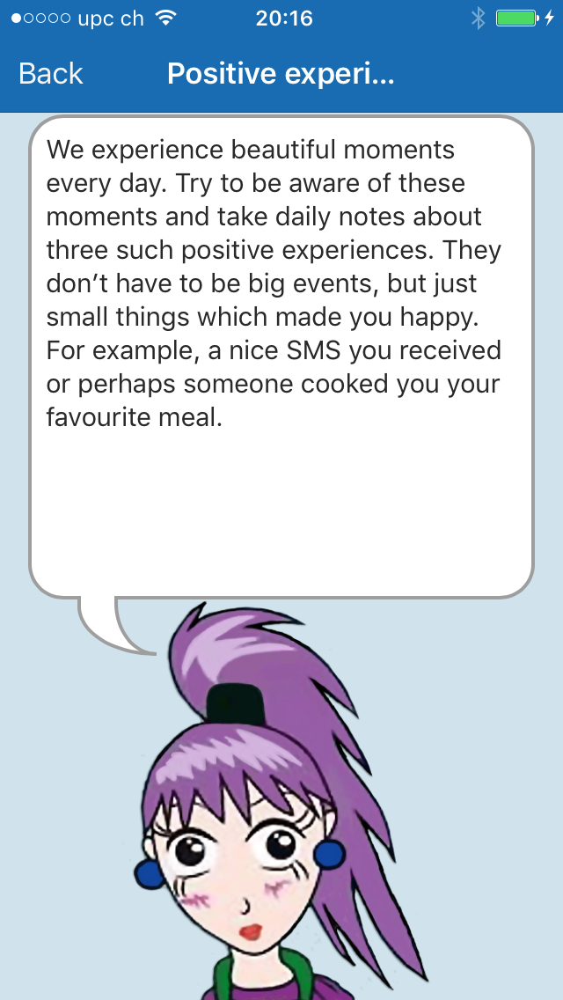 upc ch 20:16
Back Positive experi...
We experience beautiful moments
every day. Try to be aware of these
moments and take daily notes about
three such positive experiences. They
don’t have to be big events, but just
small things which made you happy.
For example, a nice SMS you received
or perhaps someone cooked you your
favourite meal.